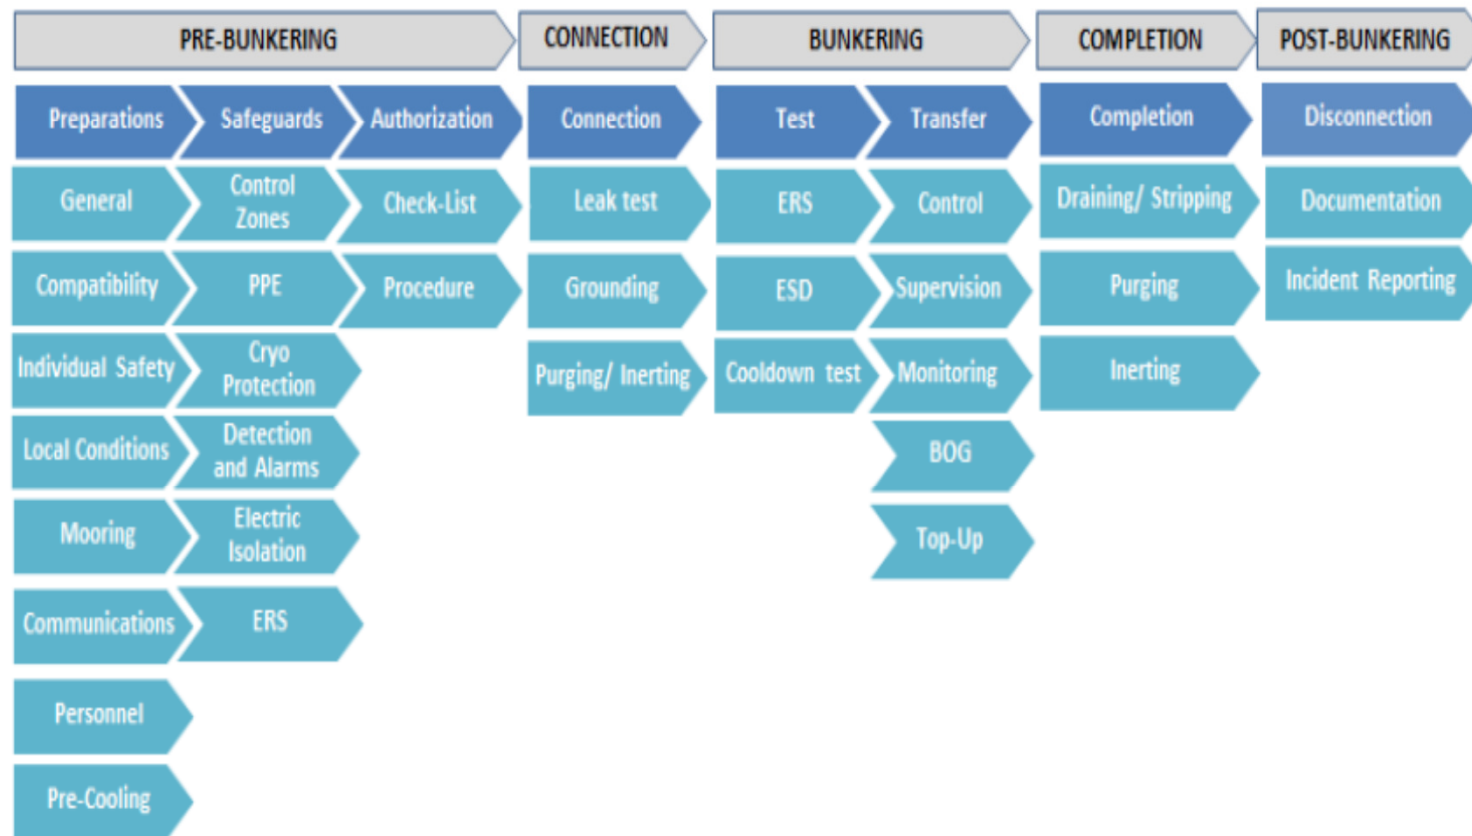 PRE-BUNKERING
CONNECTION
BUNKERING
COMPLETION
POST-BUNKERING
Preparations
Safeguards
Authorization
Connection
Test
Transfer
Completion
Disconnection
General
Control
Zones
Check-List
Leak test
ERS
Control
Draining/ Stripping
Documentation
Compatibility
PPE
Procedure
Grounding
ESD
Supervision
Purging
Incident Reporting
Individual Safety
Cryo
Protection
Purging/ Inerting
Cooldown test
Monitoring
Inerting
Local Conditions
Detection
and Alarms
BOG
Mooring
Electric
Isolation
Top-Up
Communications
ERS
Personnel
Pre-Cooling